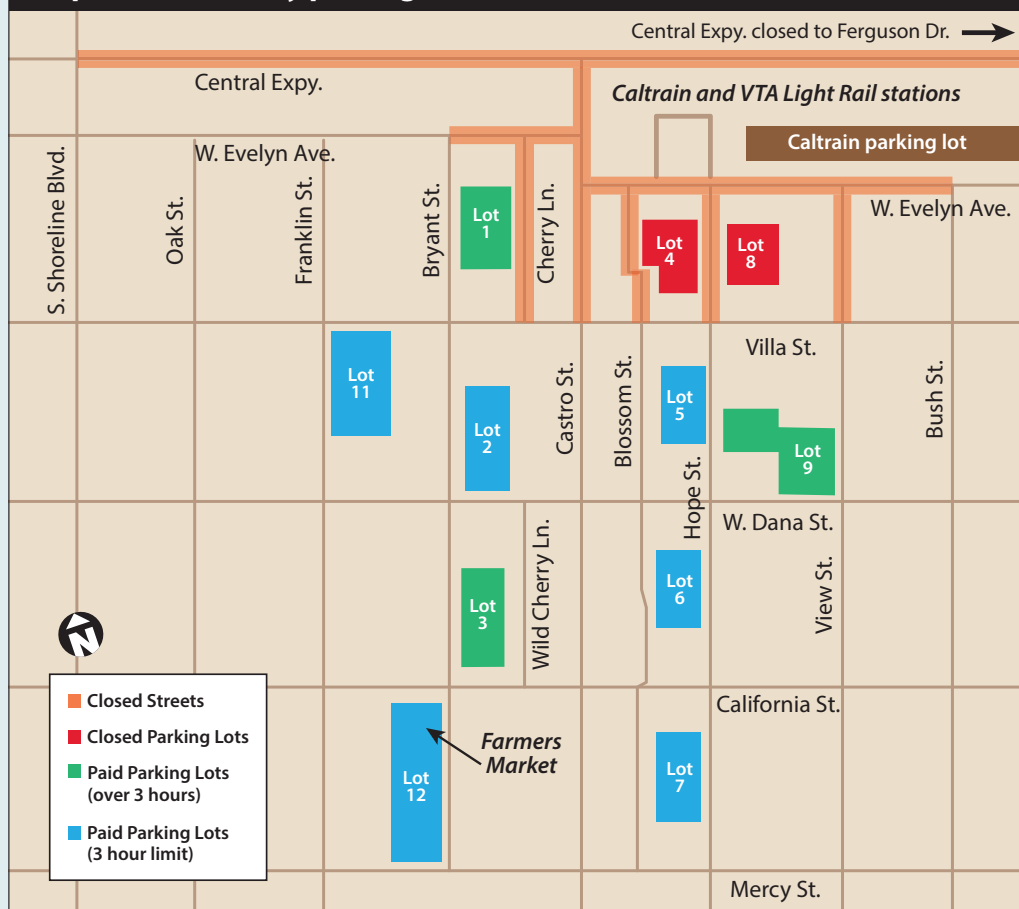 Central Expy. closed to Ferguson Dr.
Central Expy.
Caltrain and VTA Light Rail stations
Caltrain parking lot
W. Evelyn Ave.
W. Evelyn Ave.
S. Shoreline Blvd.
Oak St.
Franklin St.
Bryant St.
Lot
1
Cherry Ln.
Lot
4
Lot
8
Villa St.
Lot
11
Lot
2
Castro St.
Blossom St.
Lot
5
Hope St.
Lot
9
Bush St.
W. Dana St.
Lot
3
Wild Cherry Ln.
Lot
6
View St.
N
Closed Streets
Closed Parking Lots
Paid Parking Lots
(over 3 hours)
Paid Parking Lots
(3 hour limit)
California St.
Lot
12
Farmers
Market
Lot
7
Mercy St.